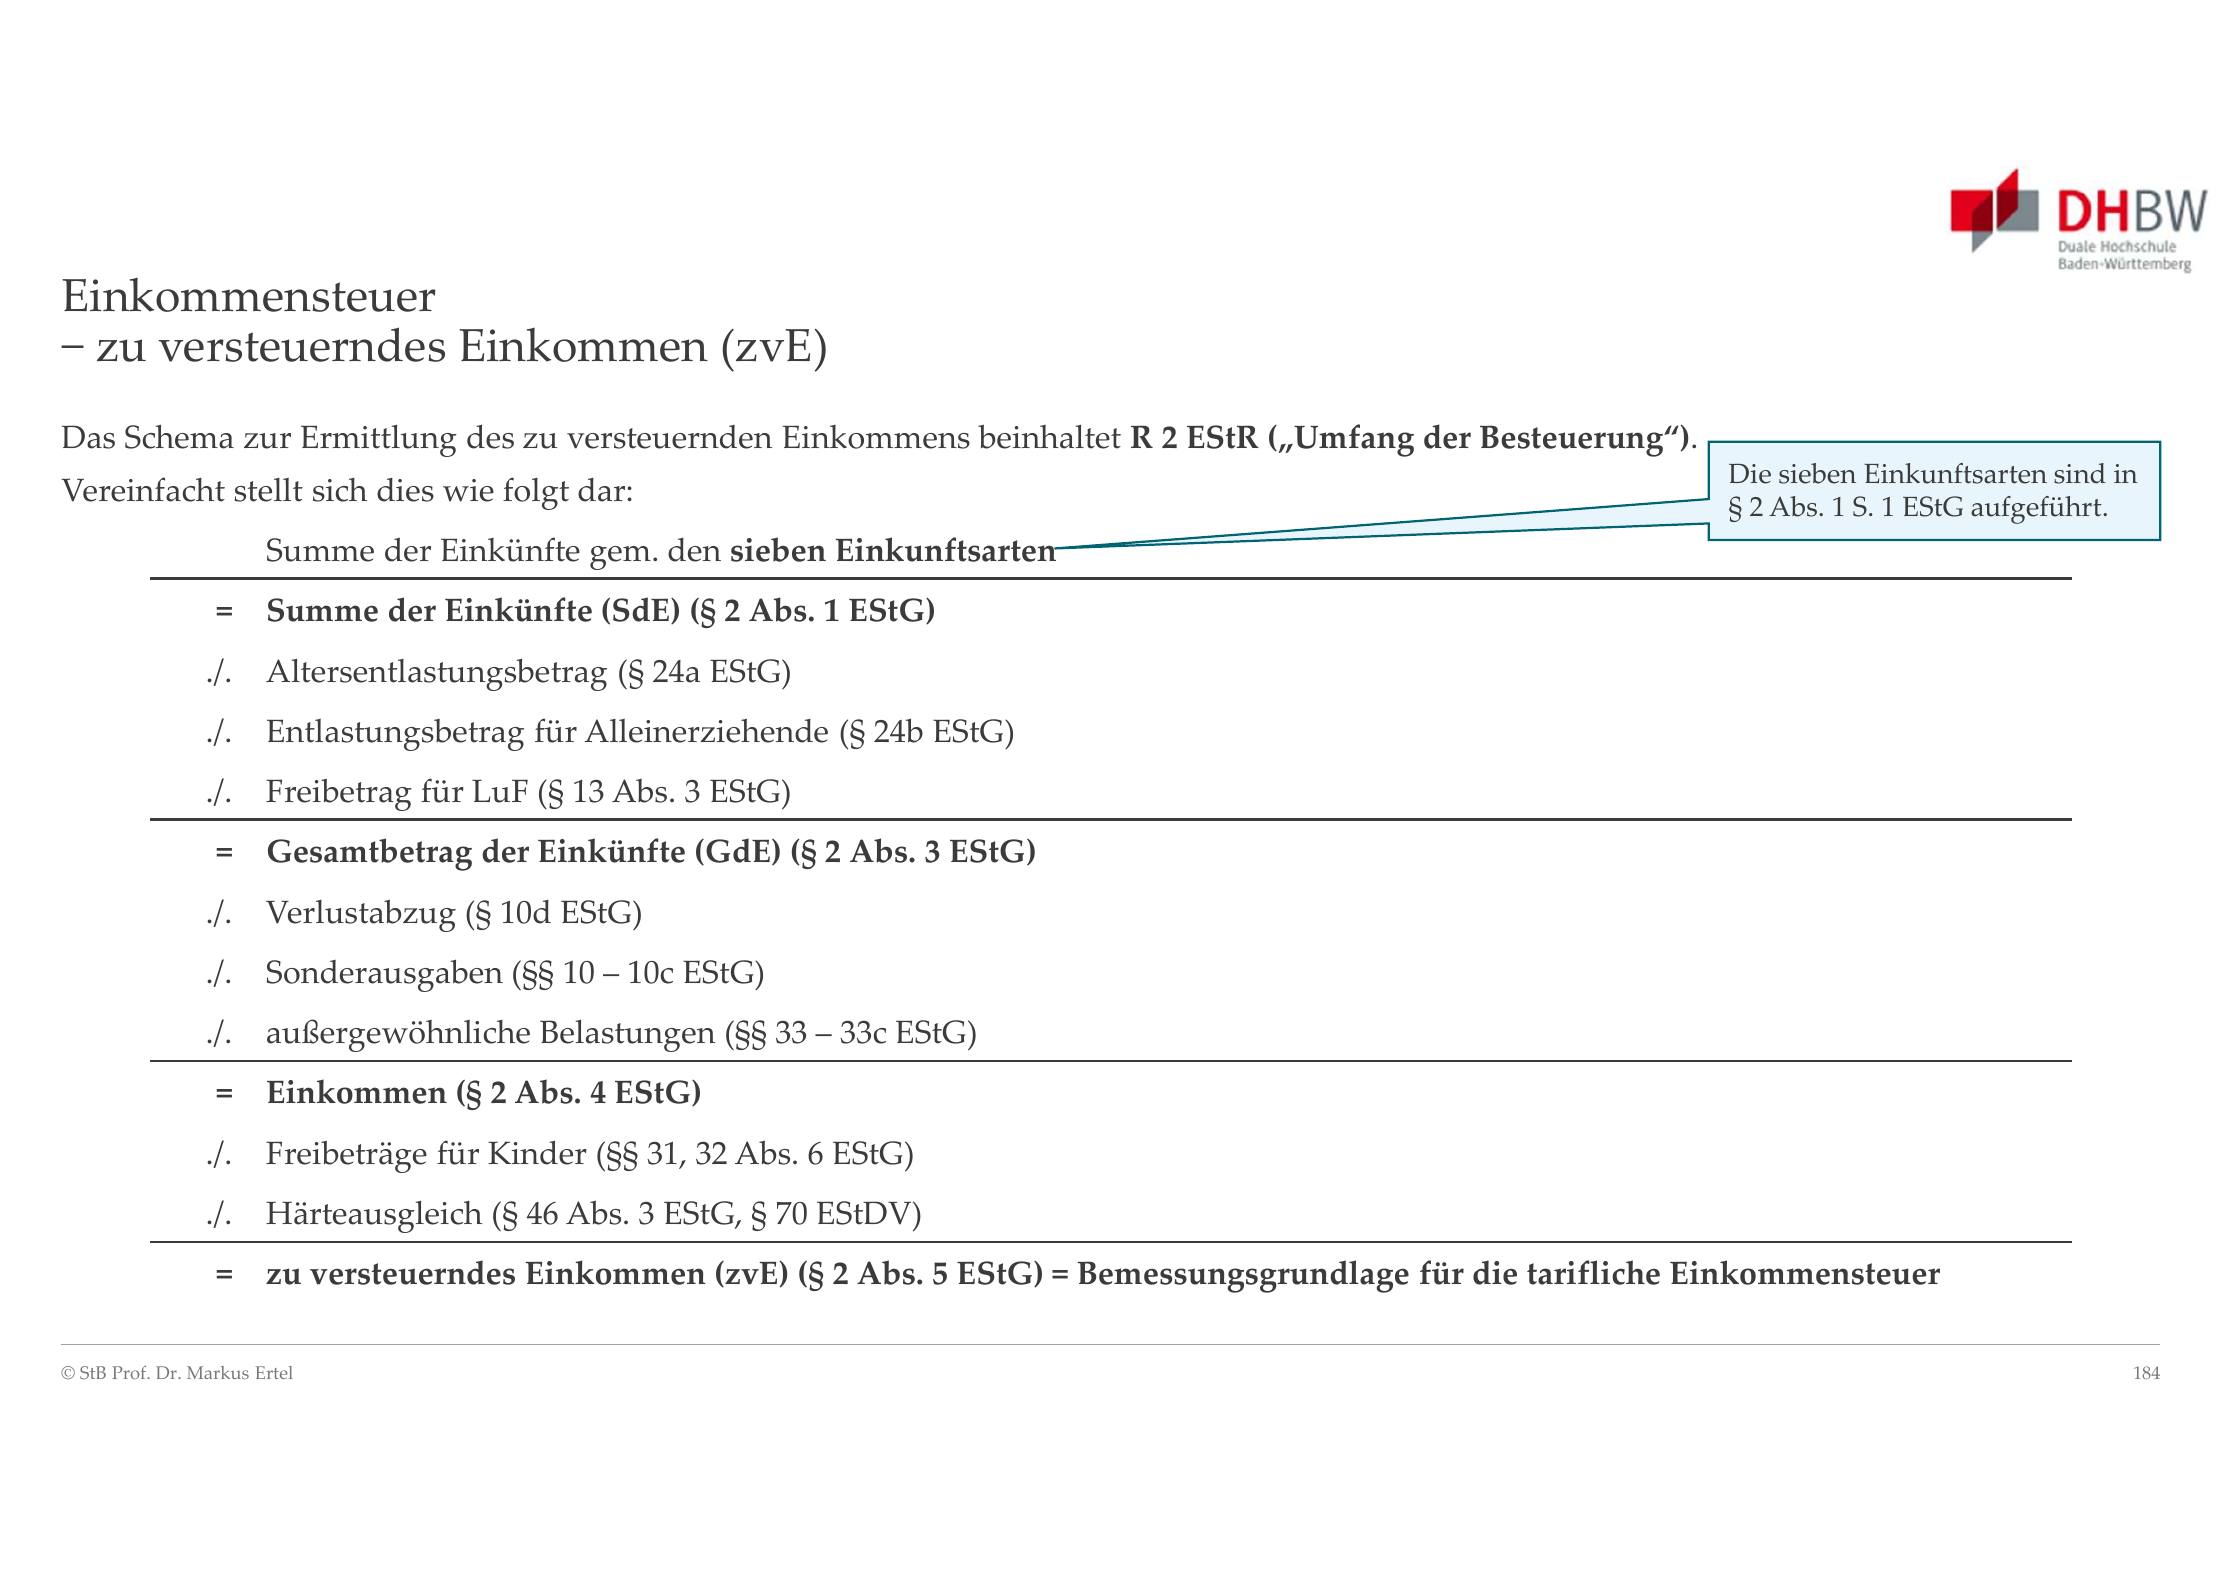 DHBW
Duale Hochschule
Baden-Württemberg
Einkommensteuer
– zu versteuerndes Einkommen (zvE)
Das Schema zur Ermittlung des zu versteuernden Einkommens beinhaltet R 2 EStR („Umfang der Besteuerung“).
Vereinfacht stellt sich dies wie folgt dar:
Die sieben Einkunftsarten sind in
§ 2 Abs. 1 S. 1 EStG aufgeführt.
Summe der Einkünfte gem. den sieben Einkunftsarten
= Summe der Einkünfte (SdE) (§ 2 Abs. 1 EStG)
./. Altersentlastungsbetrag (§ 24a EStG)
./. Entlastungsbetrag für Alleinerziehende (§ 24b EStG)
./. Freibetrag für LuF (§ 13 Abs. 3 EStG)
= Gesamtbetrag der Einkünfte (GdE) (§ 2 Abs. 3 EStG)
./. Verlustabzug (§ 10d EStG)
./. Sonderausgaben (§§ 10 – 10c EStG)
./. außergewöhnliche Belastungen (§§ 33 – 33c EStG)
= Einkommen (§ 2 Abs. 4 EStG)
./. Freibeträge für Kinder (§§ 31, 32 Abs. 6 EStG)
./. Härteausgleich (§ 46 Abs. 3 EStG, § 70 EStDV)
= zu versteuerndes Einkommen (zvE) (§ 2 Abs. 5 EStG) = Bemessungsgrundlage für die tarifliche Einkommensteuer
© StB Prof. Dr. Markus Ertel
184